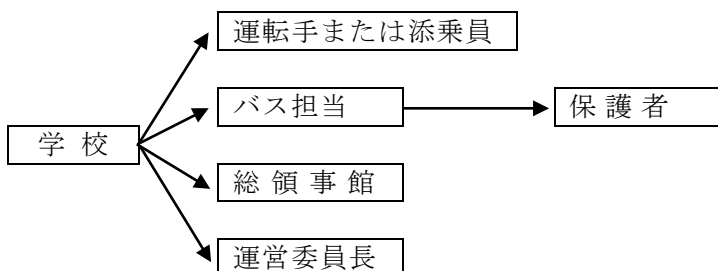 運転手または添乗員
バス担当
保護者
学校
総領事館
運営委員長